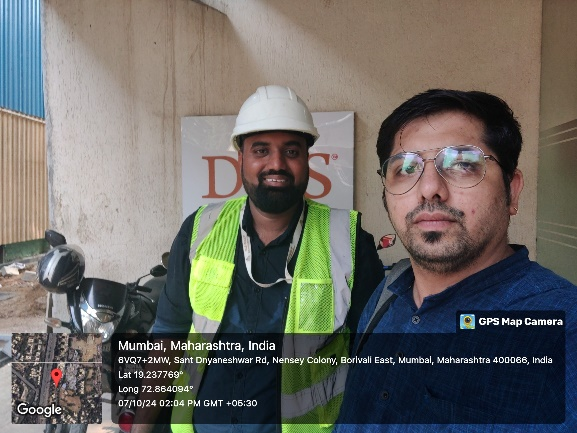 GPS Map Camera
Mumbai, Maharashtra, India
6VQ7+2MW, Sant Dnyaneshwar Rd, Nensey Colony, Borivali East, Mumbai, Maharashtra 400066, India
Lat 19.237769°
Long 72.864094°
07/10/24 02:04 PM GMT +05:30
Google